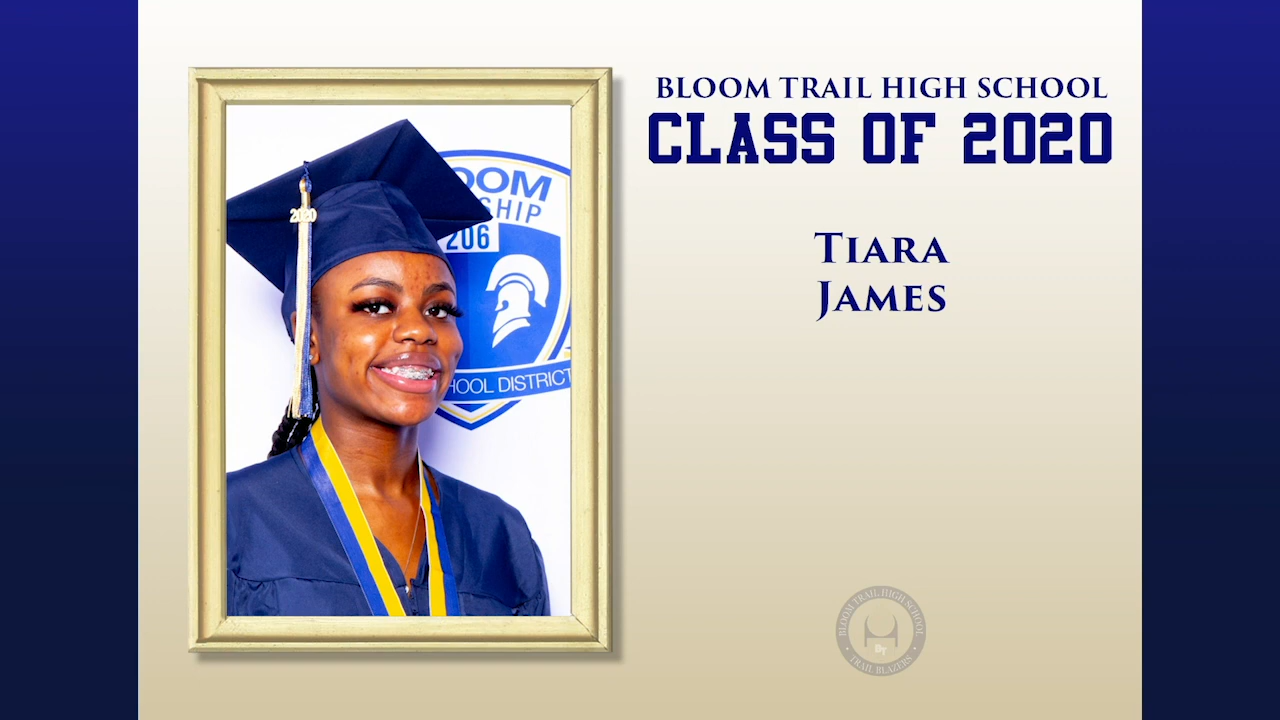 BLOOM TRAIL HIGH SCHOOL
CLASS OF 2020
TIARA
JAMES
2020
OOM
SHIP
206
HOOL DISTRICT
BLOOM TRAIL HIGH SCHOOL
BT
TRAIL BLAZERS